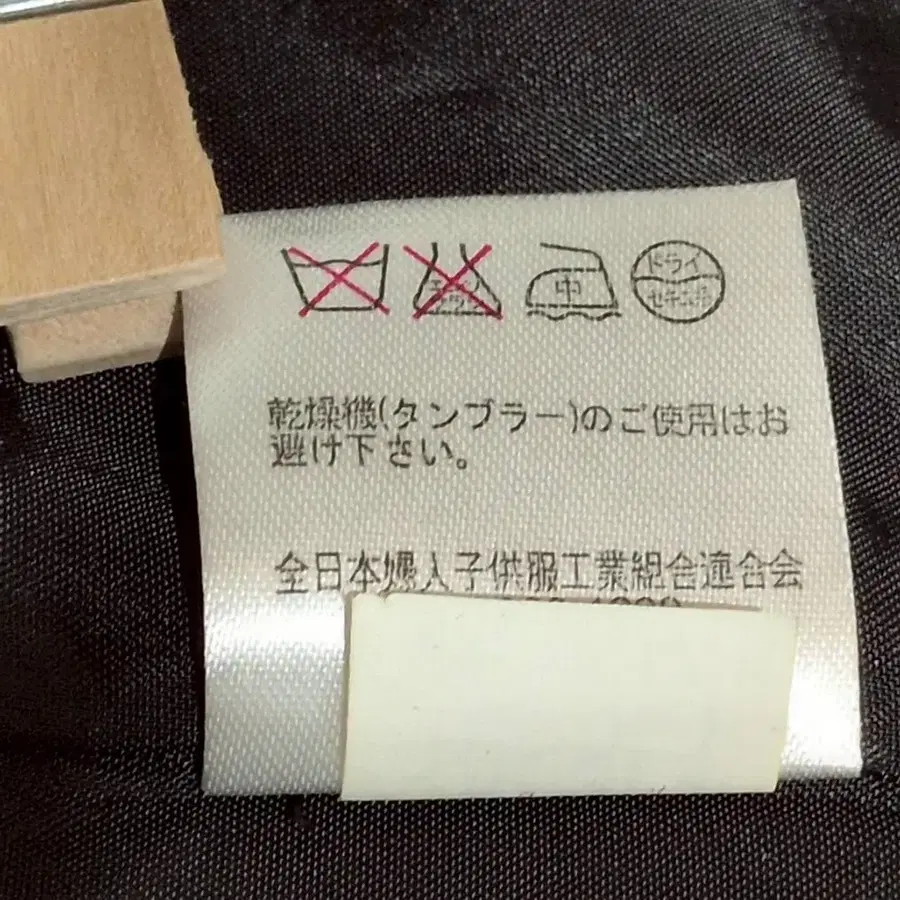 中
ドライ
セキユ系
乾燥機(タンブラー)のご使用はお
避け下さい。
全日本婦人子供服工業組合連合会